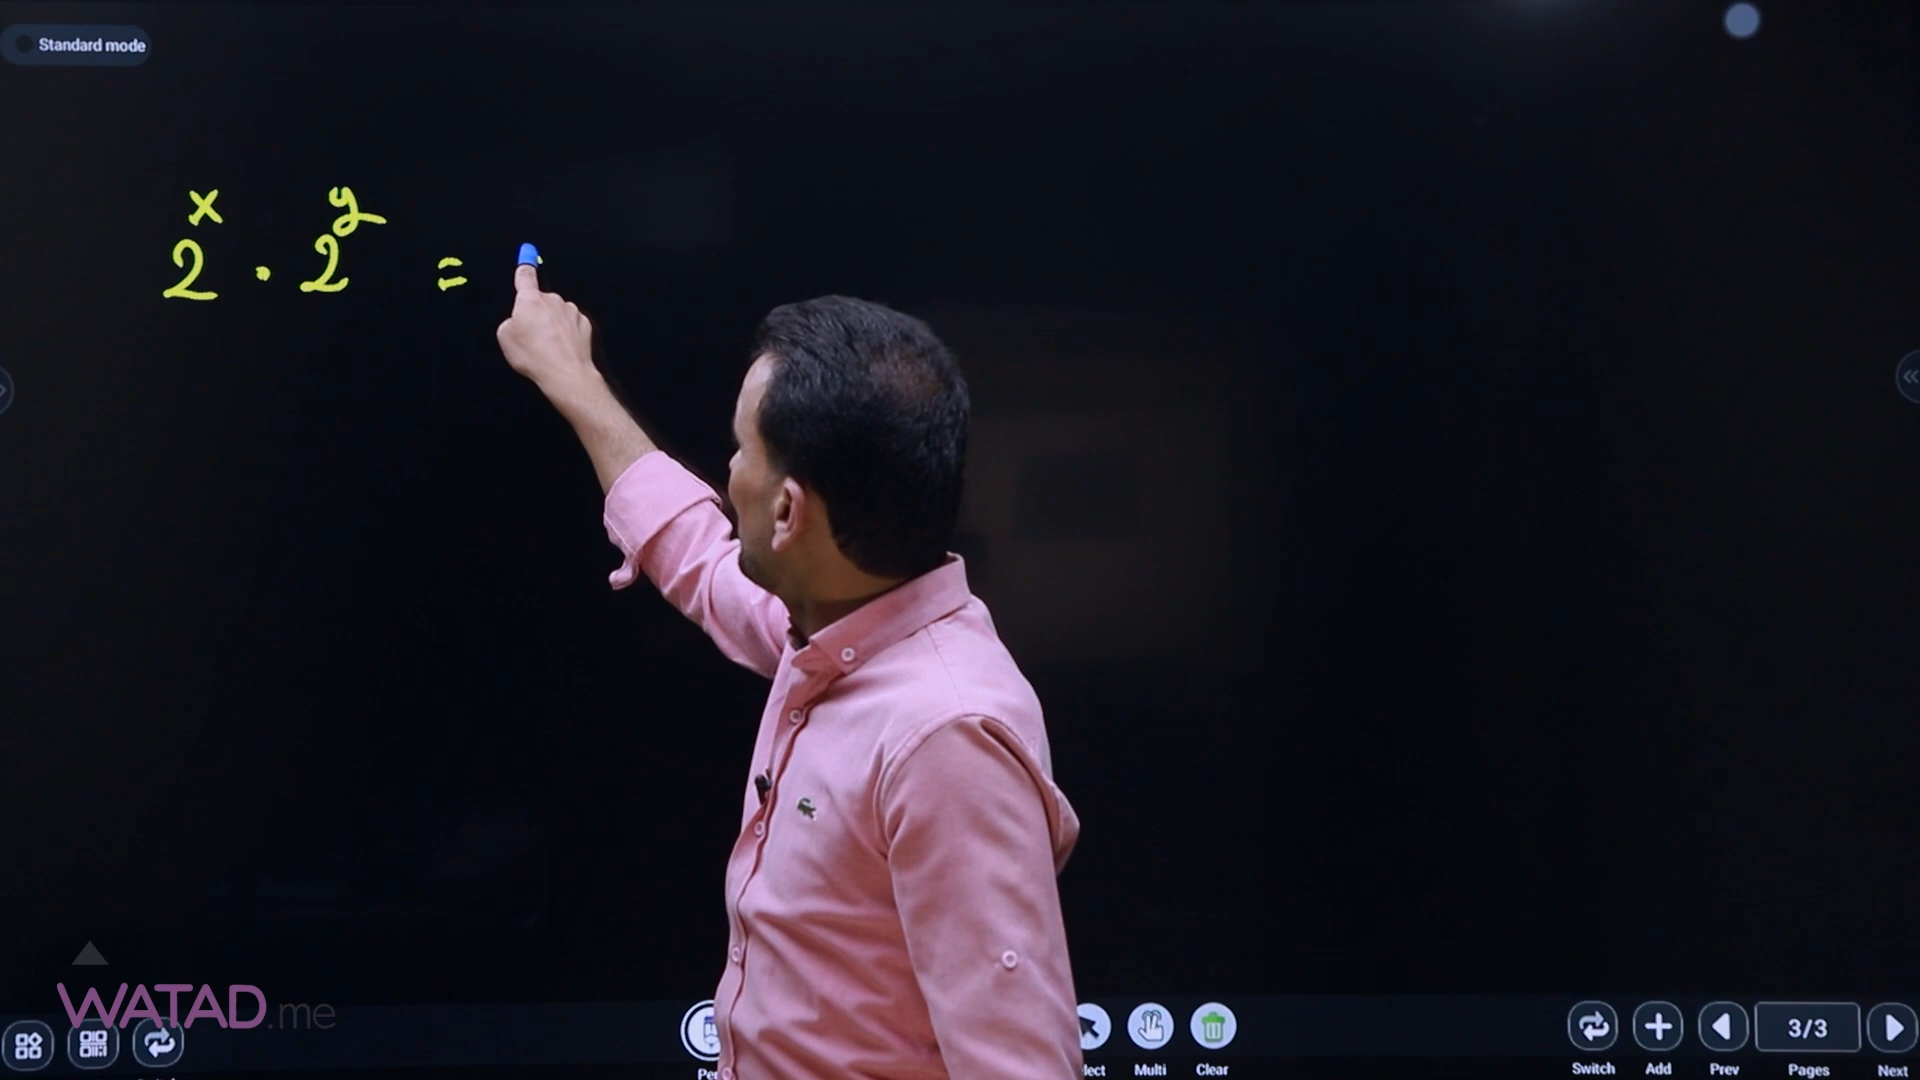 Standard mode
2^x · 2^y =
WATAD.me
Multi
Clear
Switch
Add
Prev
3/3
Pages
Next